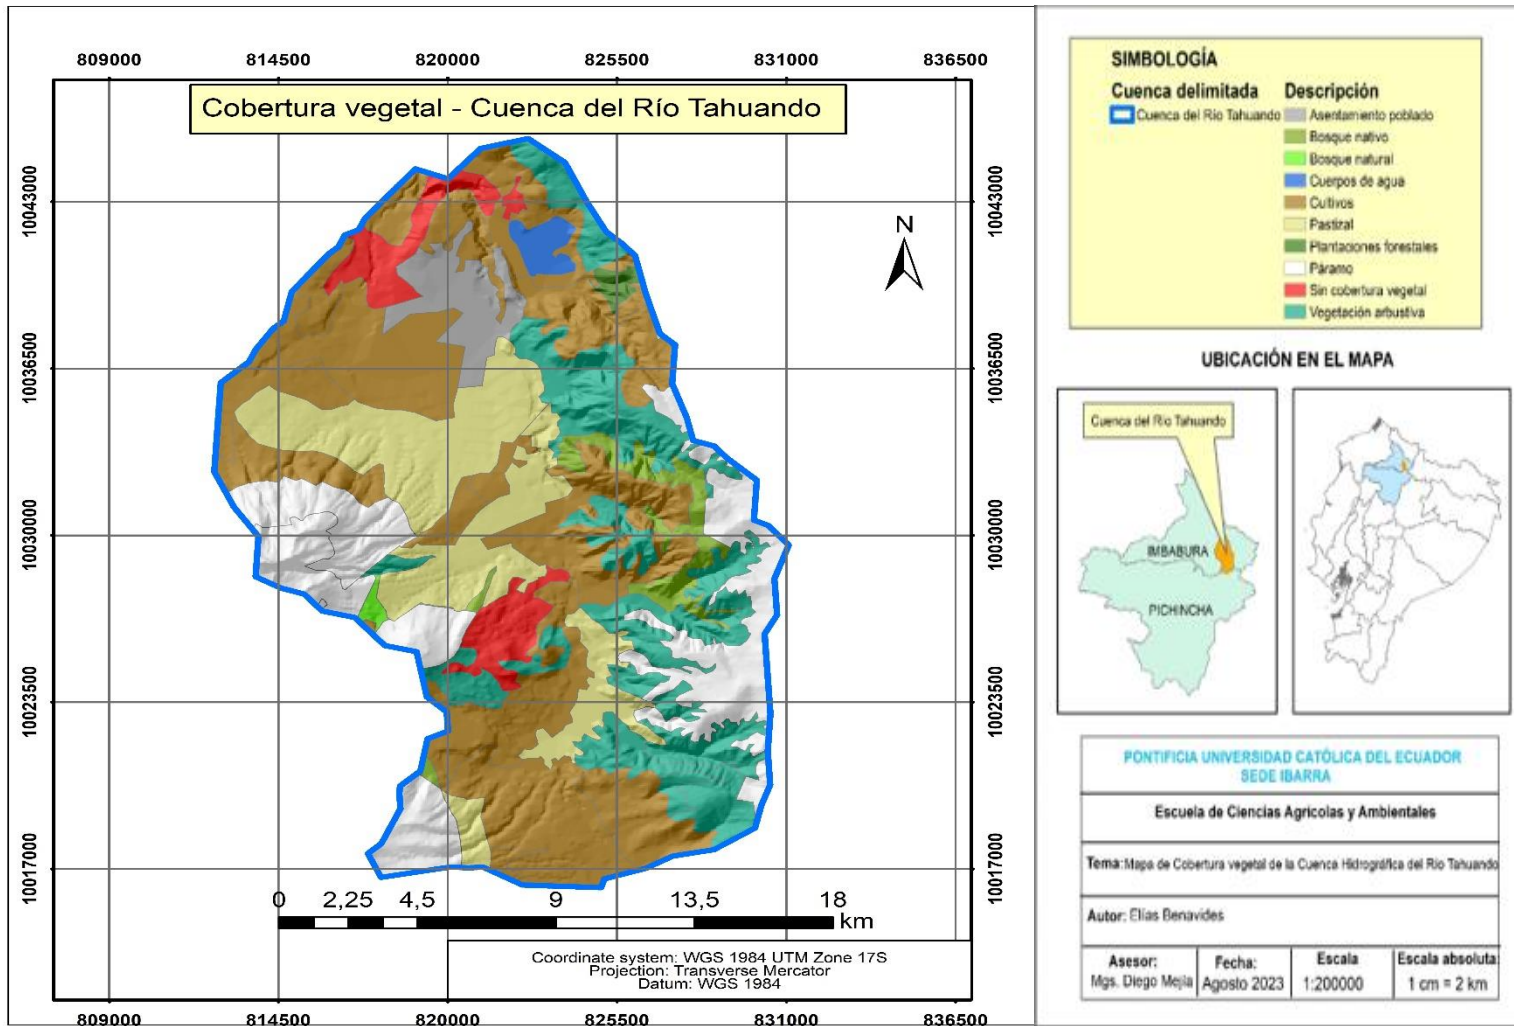 809000 814500 820000 825500 831000 836500
Cobertura vegetal - Cuenca del Río Tahuando
10043000
10036500
10030000
10023500
10017000
N
10043000
10036500
10030000
10023500
10017000
0 2,25 4,5 9 13,5 18
km
Coordinate system: WGS 1984 UTM Zone 17S
Projection: Transverse Mercator
Datum: WGS 1984
809000 814500 820000 825500 831000 836500
SIMBOLOGÍA
Cuenca delimitada
Cuenca del Río Tahuando
Descripción
Asentamiento poblado
Bosque nativo
Bosque natural
Cuerpos de agua
Cultivos
Pastizal
Plantaciones forestales
Páramo
Sin cobertura vegetal
Vegetación arbustiva
UBICACIÓN EN EL MAPA
Cuenca del Río Tahuando
IMBABURA
PICHINCHA
PONTIFICIA UNIVERSIDAD CATÓLICA DEL ECUADOR
SEDE IBARRA
Escuela de Ciencias Agrícolas y Ambientales
Tema: Mapa de Cobertura vegetal de la Cuenca Hidrográfica del Río Tahuando
Autor: Elías Benavides
Asesor:
Mgs. Diego Mejía
Fecha:
Agosto 2023
Escala
1:200000
Escala absoluta:
1 cm = 2 km